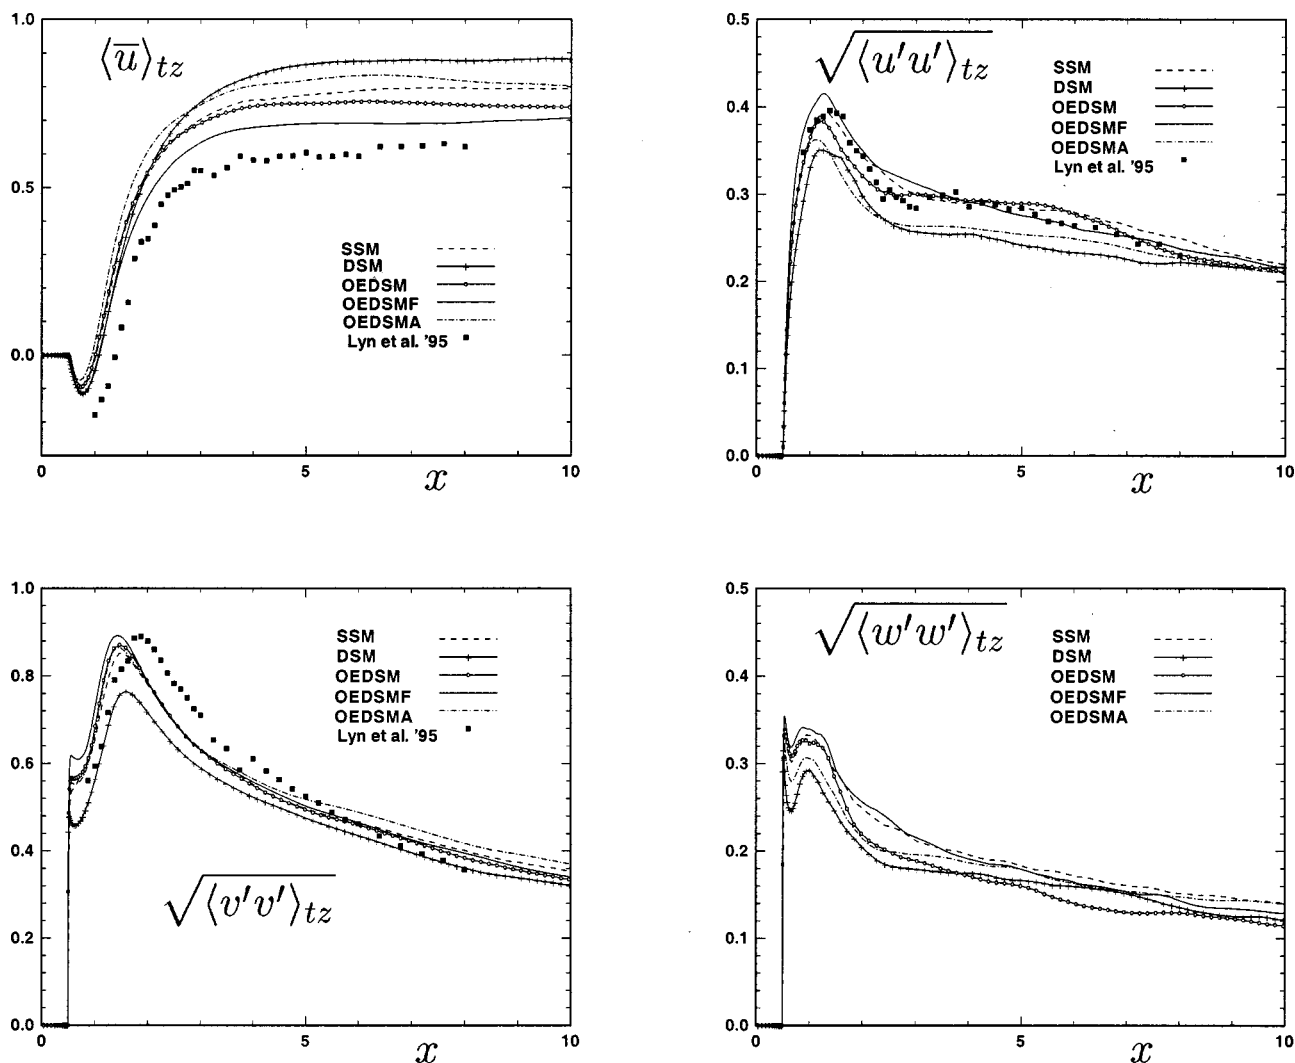 1.0
0.5
0.0
0
5
10
⟨u̅⟩tz
SSM
DSM
OEDSM
OEDSMF
OEDSMA
Lyn et al. '95
x
0.5
0.4
0.3
0.2
0.1
0.0
0
5
10
√⟨u′u′⟩tz
SSM
DSM
OEDSM
OEDSMF
OEDSMA
Lyn et al. '95
x
1.0
0.8
0.6
0.4
0.2
0.0
0
5
10
SSM
DSM
OEDSM
OEDSMF
OEDSMA
Lyn et al. '95
√⟨v′v′⟩tz
x
0.5
0.4
0.3
0.2
0.1
0.0
0
5
10
√⟨w′w′⟩tz
SSM
DSM
OEDSM
OEDSMF
OEDSMA
x